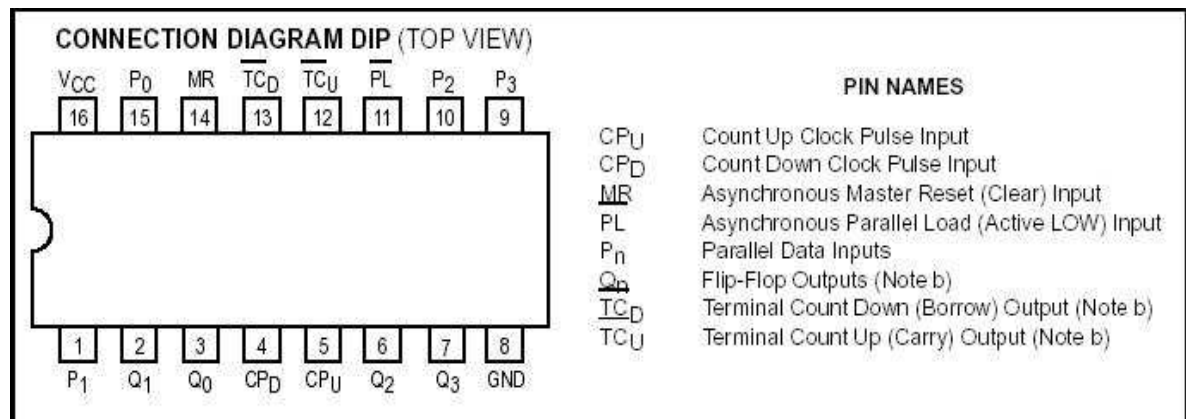 CONNECTION DIAGRAM DIP (TOP VIEW)
VCC P0 MR TCD TCU PL P2 P3
16 15 14 13 12 11 10 9
1 2 3 4 5 6 7 8
P1 Q1 Q0 CPD CPU Q2 Q3 GND
PIN NAMES
CPU Count Up Clock Pulse Input
CPD Count Down Clock Pulse Input
MR Asynchronous Master Reset (Clear) Input
PL Asynchronous Parallel Load (Active LOW) Input
Pn Parallel Data Inputs
Qn Flip-Flop Outputs (Note b)
TCD Terminal Count Down (Borrow) Output (Note b)
TCU Terminal Count Up (Carry) Output (Note b)